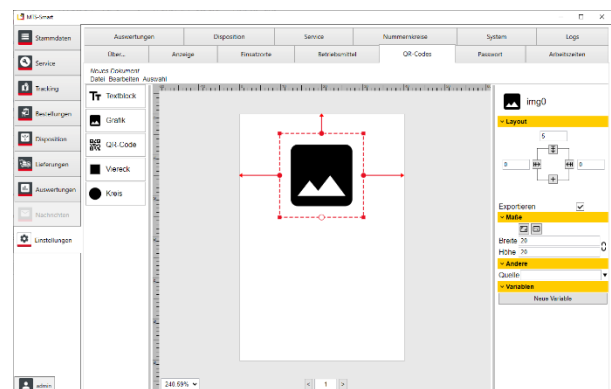 MTS-Smart
Stammdaten
Service
Tracking
Bestellungen
Disposition
Lieferungen
Auswertungen
Nachrichten
Einstellungen
admin
Auswertungen Disposition Service Nummernkreise System Logs
Über... Anzeige Einsatzorte Betriebsmittel QR-Codes Passwort Arbeitszeiten
Neues Dokument
Datei Bearbeiten Auswahl
Textblock
Grafik
QR-Code
Viereck
Kreis
240.59%
< 1 >
img0
Layout
5
0 0
Exportieren
Maße
Breite 20
Höhe 20
Andere
Quelle
Variablen
Neue Variable